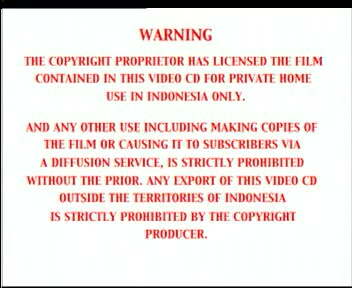 WARNING
THE COPYRIGHT PROPRIETOR HAS LICENSED THE FILM
CONTAINED IN THIS VIDEO CD FOR PRIVATE HOME
USE IN INDONESIA ONLY.
AND ANY OTHER USE INCLUDING MAKING COPIES OF
THE FILM OR CAUSING IT TO SUBSCRIBERS VIA
A DIFFUSION SERVICE, IS STRICTLY PROHIBITED
WITHOUT THE PRIOR. ANY EXPORT OF THIS VIDEO CD
OUTSIDE THE TERRITORIES OF INDONESIA
IS STRICTLY PROHIBITED BY THE COPYRIGHT
PRODUCER.